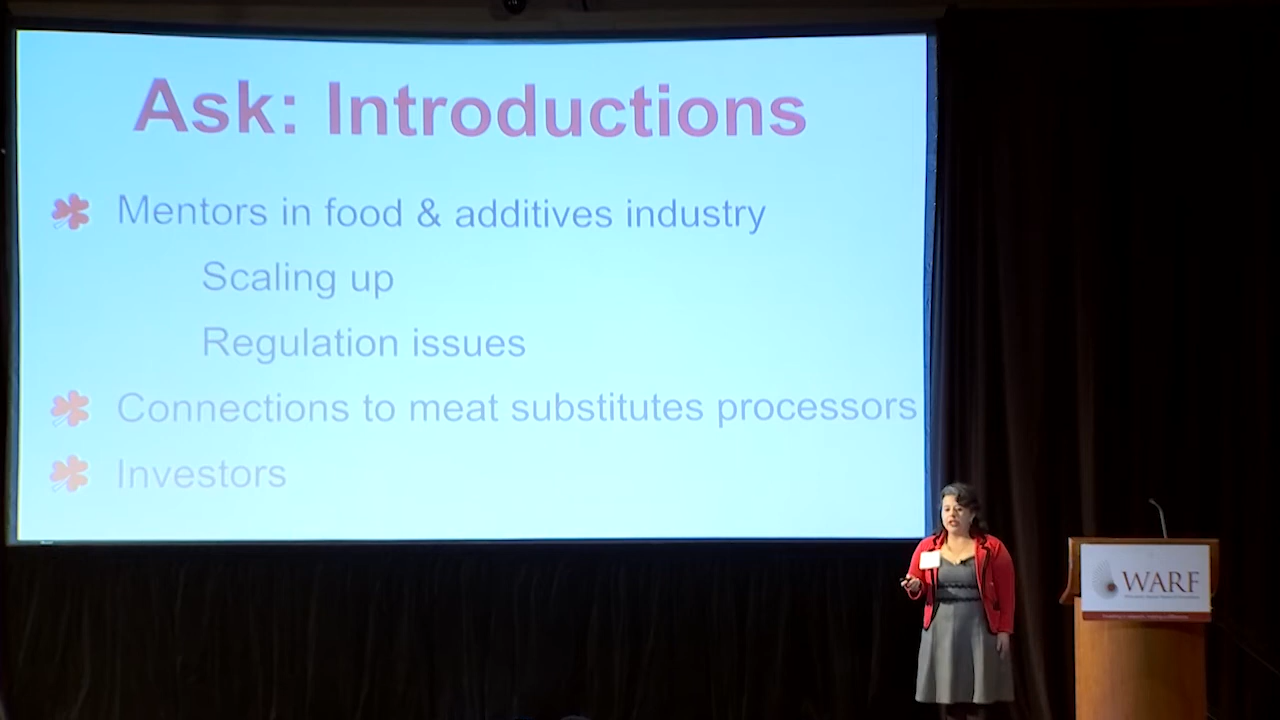 Ask: Introductions
Mentors in food & additives industry
Scaling up
Regulation issues
Connections to meat substitutes processors
Investors
WARF